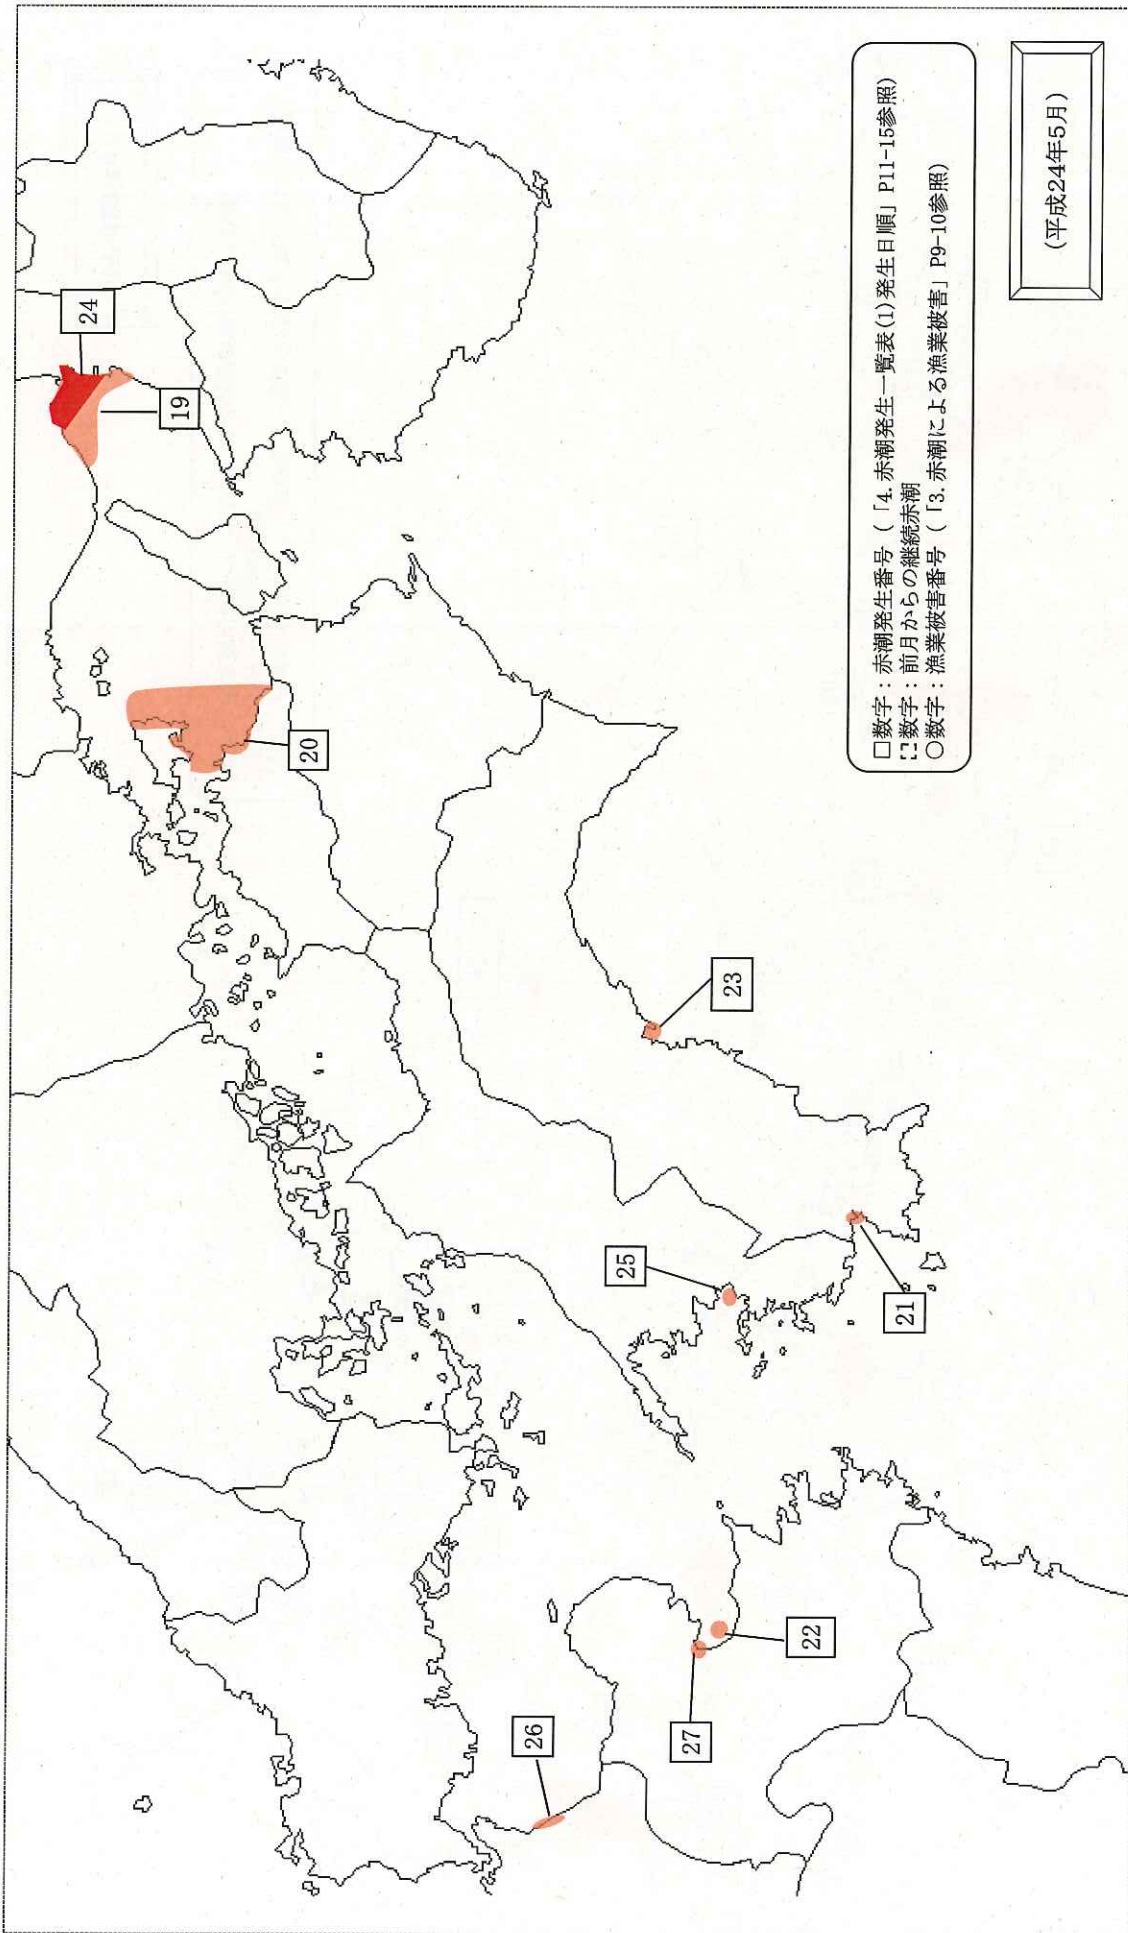 24
19
20
23
25
21
22
27
26
□数字：赤潮発生番号（「4. 赤潮発生一覧表(1)発生日順」P11-15参照）
数字：前月からの継続赤潮
○数字：漁業被害番号（「3. 赤潮による漁業被害」P9-10参照）
(平成24年5月)